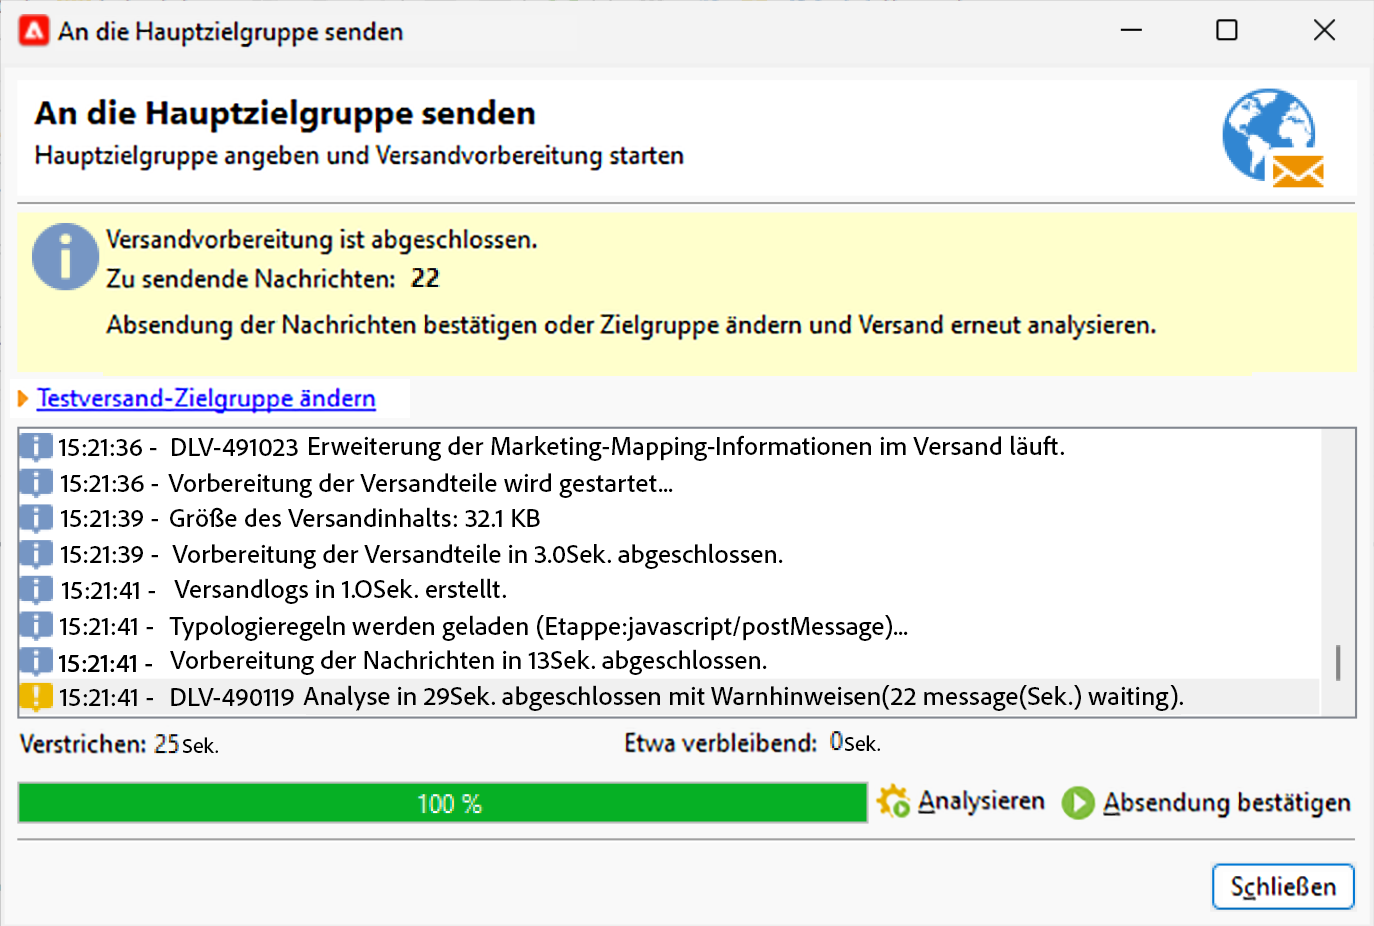 An die Hauptzielgruppe senden
An die Hauptzielgruppe senden
Hauptzielgruppe angeben und Versandvorbereitung starten
Versandvorbereitung ist abgeschlossen.
Zu sendende Nachrichten: 22
Absendung der Nachrichten bestätigen oder Zielgruppe ändern und Versand erneut analysieren.
Testversand-Zielgruppe ändern
15:21:36 - DLV-491023 Erweiterung der Marketing-Mapping-Informationen im Versand läuft.
15:21:36 - Vorbereitung der Versandteile wird gestartet...
15:21:39 - Größe des Versandinhalts: 32.1 KB
15:21:39 - Vorbereitung der Versandteile in 3.0Sek. abgeschlossen.
15:21:41 - Versandlogs in 1.OSek. erstellt.
15:21:41 - Typologieregeln werden geladen (Etappe:javascript/postMessage)...
15:21:41 - Vorbereitung der Nachrichten in 13Sek. abgeschlossen.
15:21:41 - DLV-490119 Analyse in 29Sek. abgeschlossen mit Warnhinweisen(22 message(Sek.) waiting).
Verstrichen: 25 Sek. Etwa verbleibend: 0Sek.
100 % Analysieren Absendung bestätigen
Schließen